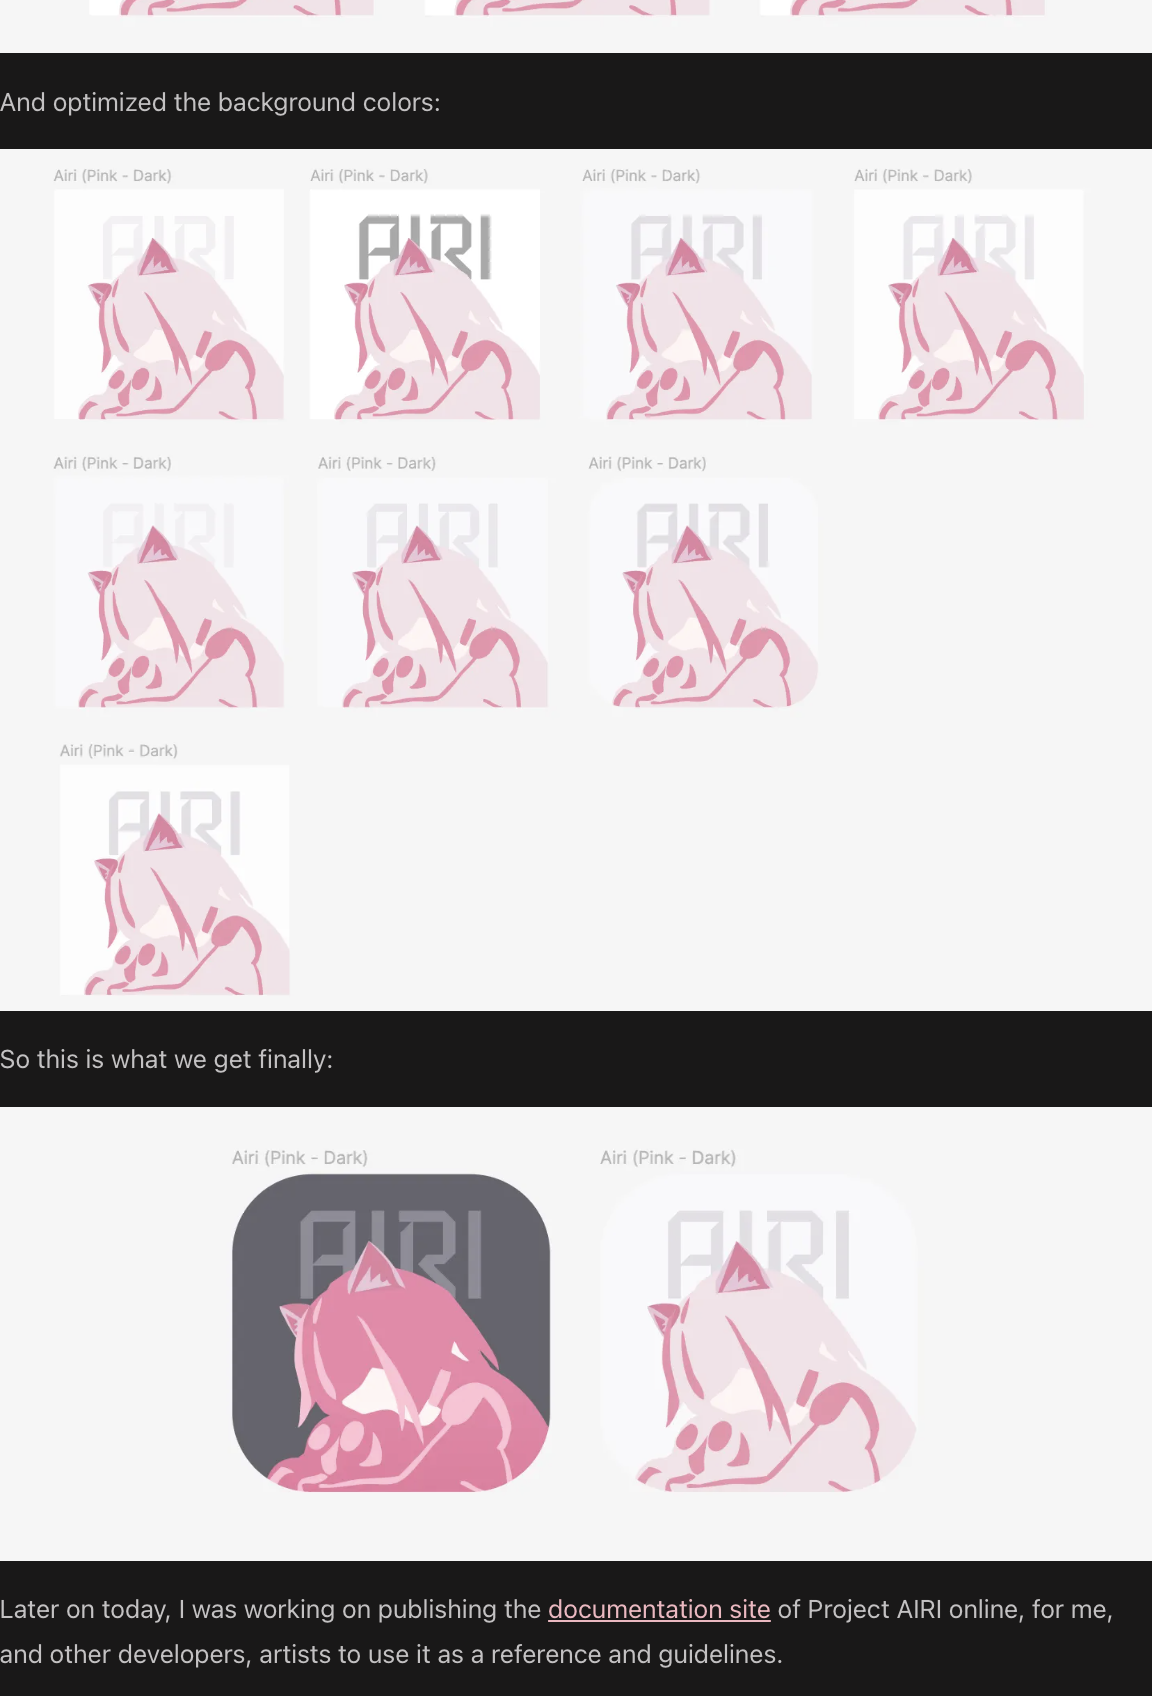 And optimized the background colors:
Airi (Pink - Dark) Airi (Pink - Dark) Airi (Pink - Dark) Airi (Pink - Dark)
AIRI AIRI AIRI AIRI
Airi (Pink - Dark) Airi (Pink - Dark) Airi (Pink - Dark)
AIRI AIRI AIRI
Airi (Pink - Dark)
AIRI
So this is what we get finally:
Airi (Pink - Dark) Airi (Pink - Dark)
AIRI AIRI
Later on today, I was working on publishing the documentation site of Project AIRI online, for me,
and other developers, artists to use it as a reference and guidelines.